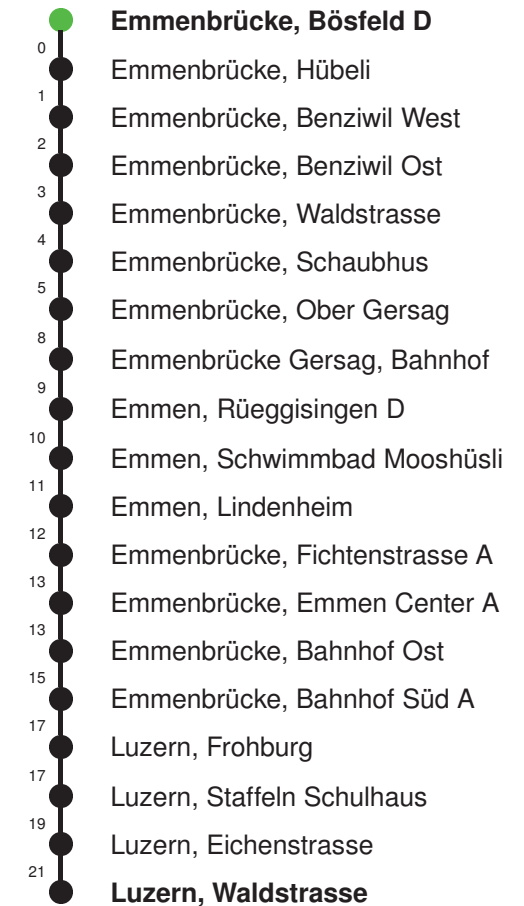 Emmenbrücke, Bösfeld D
0
Emmenbrücke, Hübeli
1
Emmenbrücke, Benziwil West
2
Emmenbrücke, Benziwil Ost
3
Emmenbrücke, Waldstrasse
4
Emmenbrücke, Schaubhus
5
Emmenbrücke, Ober Gersag
8
Emmenbrücke Gersag, Bahnhof
9
Emmen, Rüeggisingen D
10
Emmen, Schwimmbad Mooshüsli
11
Emmen, Lindenheim
12
Emmenbrücke, Fichtenstrasse A
13
Emmenbrücke, Emmen Center A
13
Emmenbrücke, Bahnhof Ost
15
Emmenbrücke, Bahnhof Süd A
17
Luzern, Frohburg
17
Luzern, Staffeln Schulhaus
19
Luzern, Eichenstrasse
21
Luzern, Waldstrasse